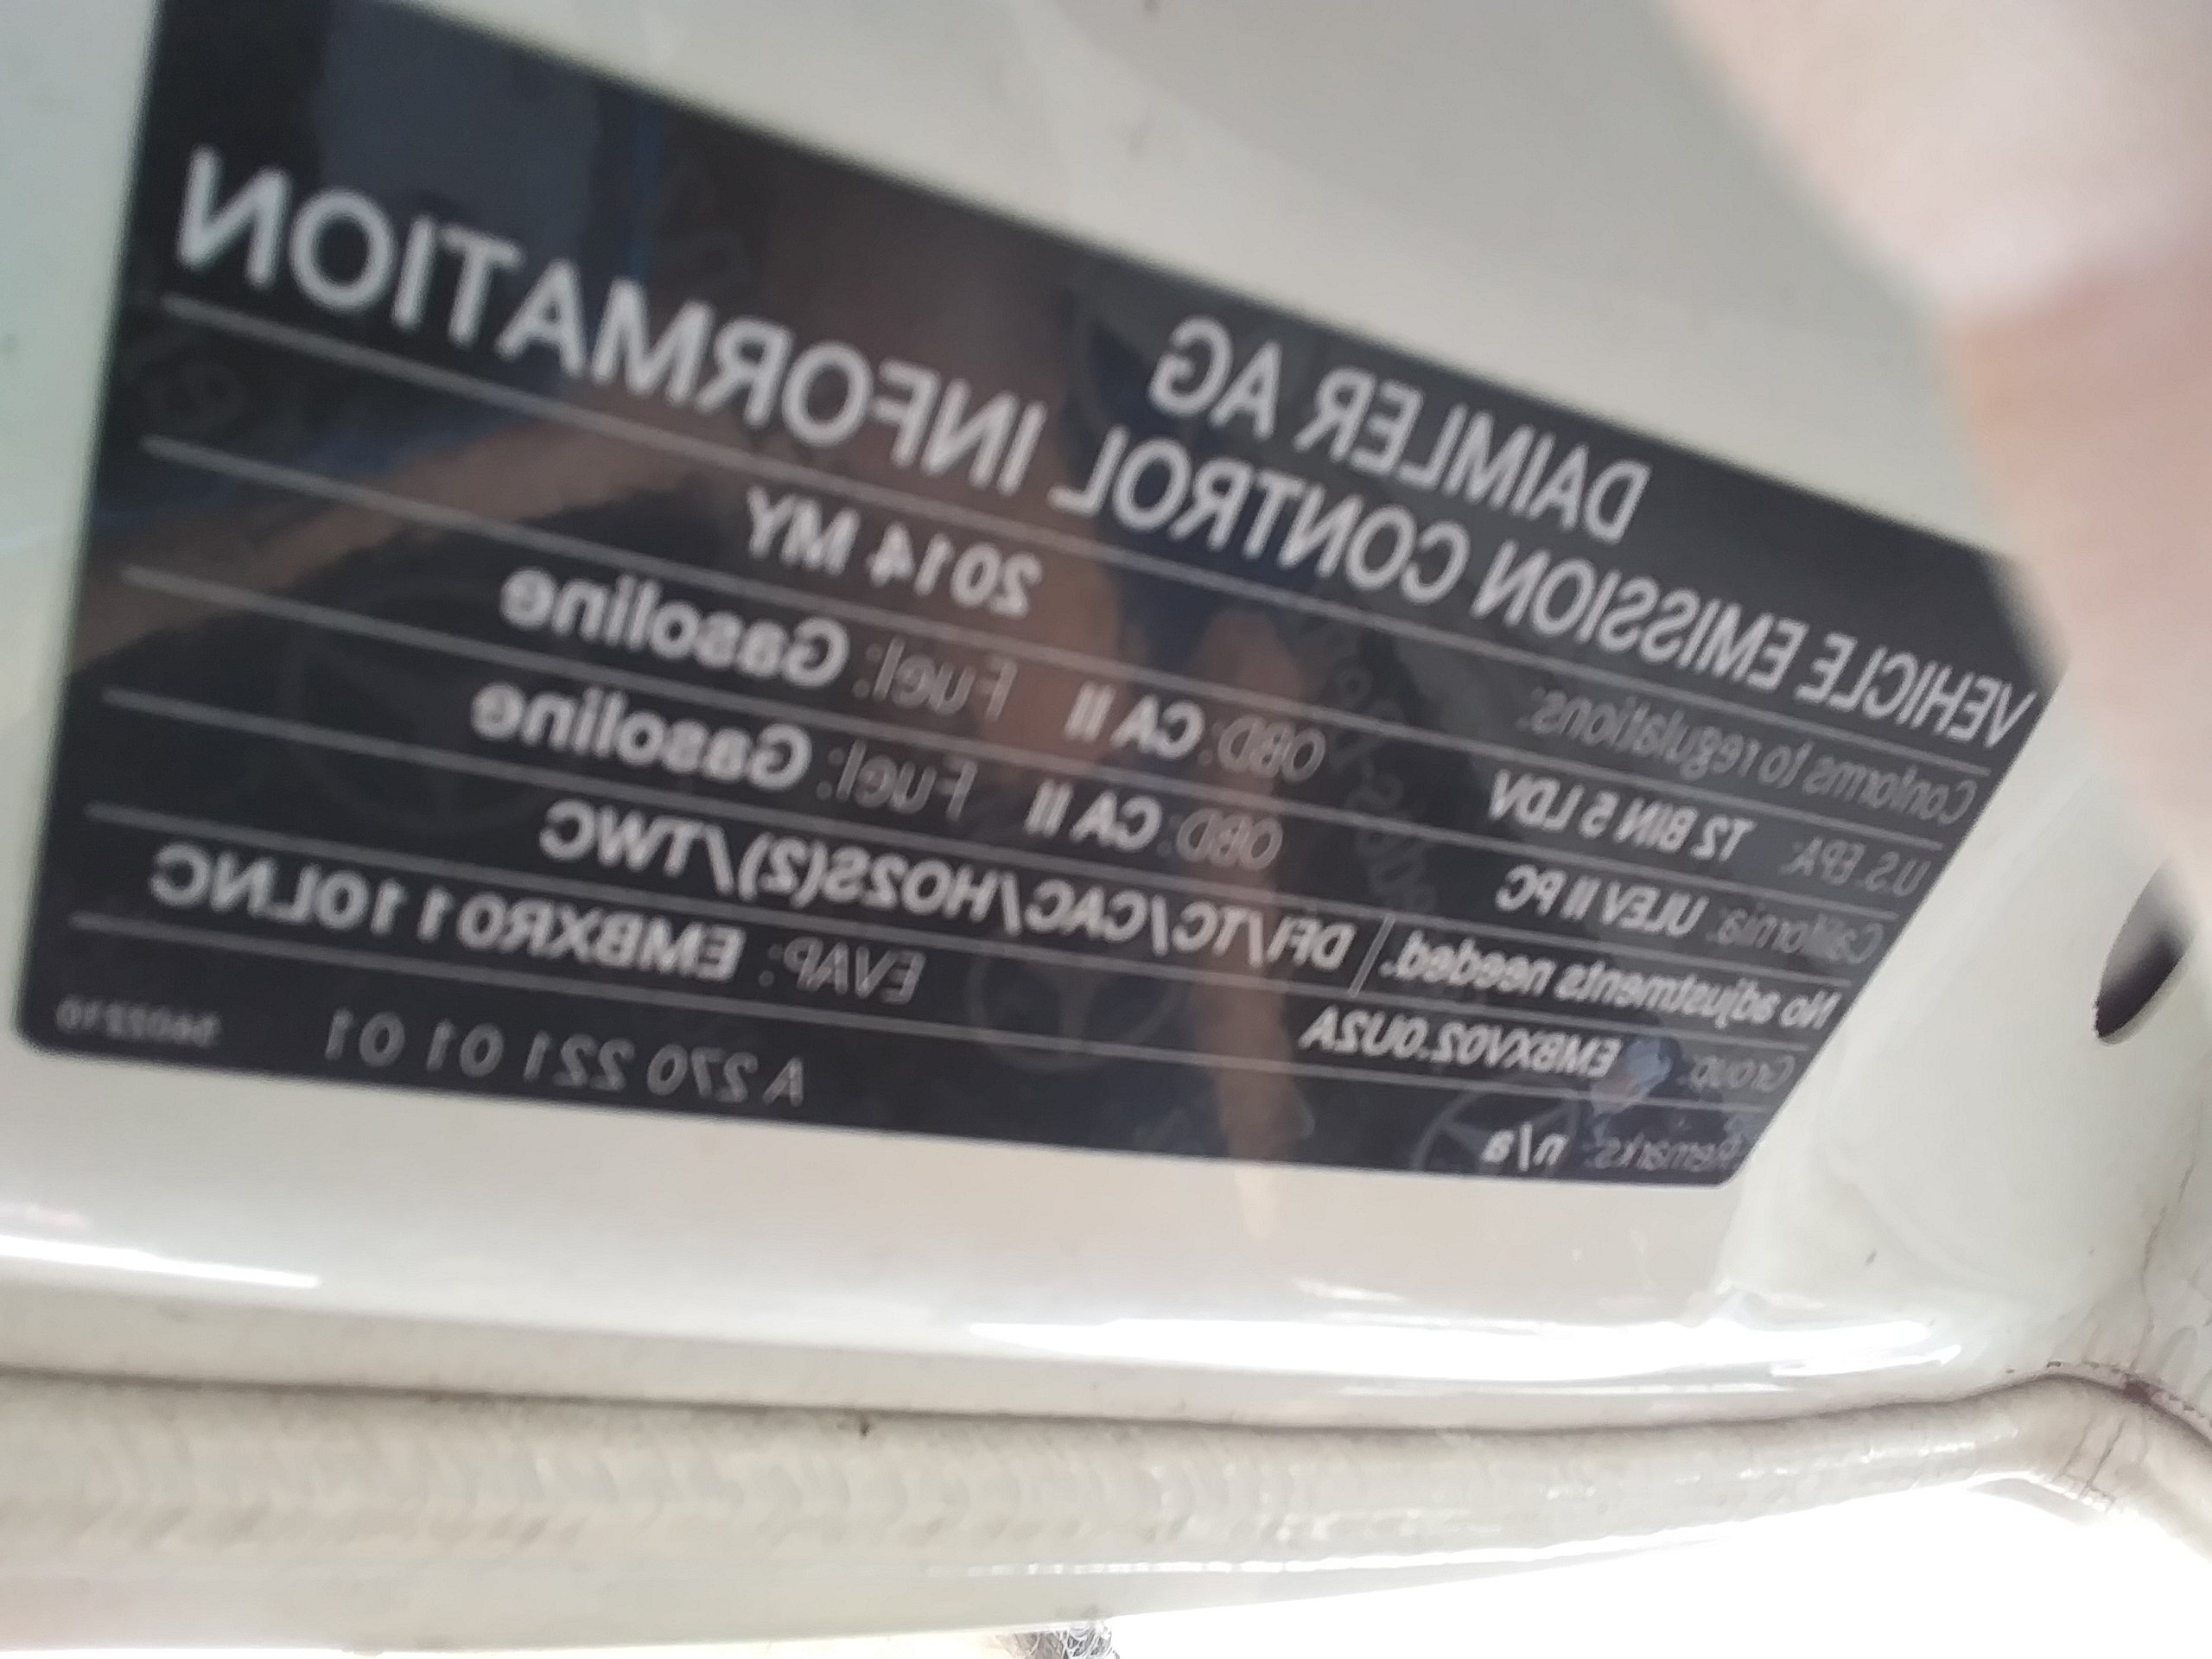 DAIMLER AG
VEHICLE EMISSION CONTROL INFORMATION
Conforms to regulations: 2014 MY
U.S. EPA: T2 BIN 5 LDV OBD: CA II Fuel: Gasoline
California: ULEV II PC OBD: CA II Fuel: Gasoline
No adjustments needed. DFI/TC/CAC/HO2S(2)/TWC
Group: EMBXV02.0U2A EVAP: EMBXR0110LNC
Remarks: n/a A 270 221 01 01